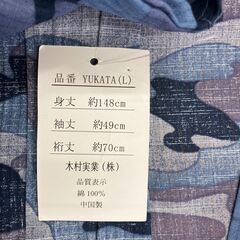 品番 YUKATA(L)
身丈 約148cm
袖丈 約49cm
裄丈 約70cm
木村実業(株)
品質表示
綿100%
中国製